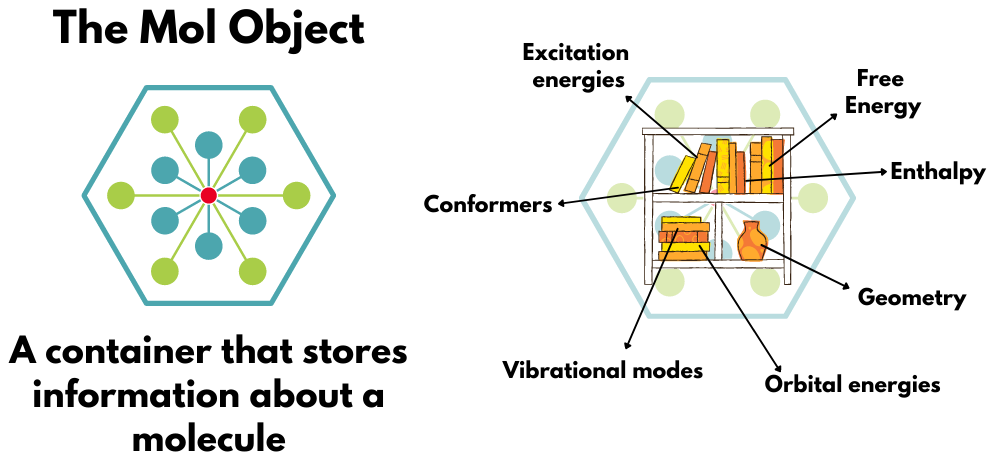 The Mol Object
A container that stores
information about a
molecule
Excitation
energies
Free
Energy
Enthalpy
Conformers
Geometry
Vibrational modes
Orbital energies